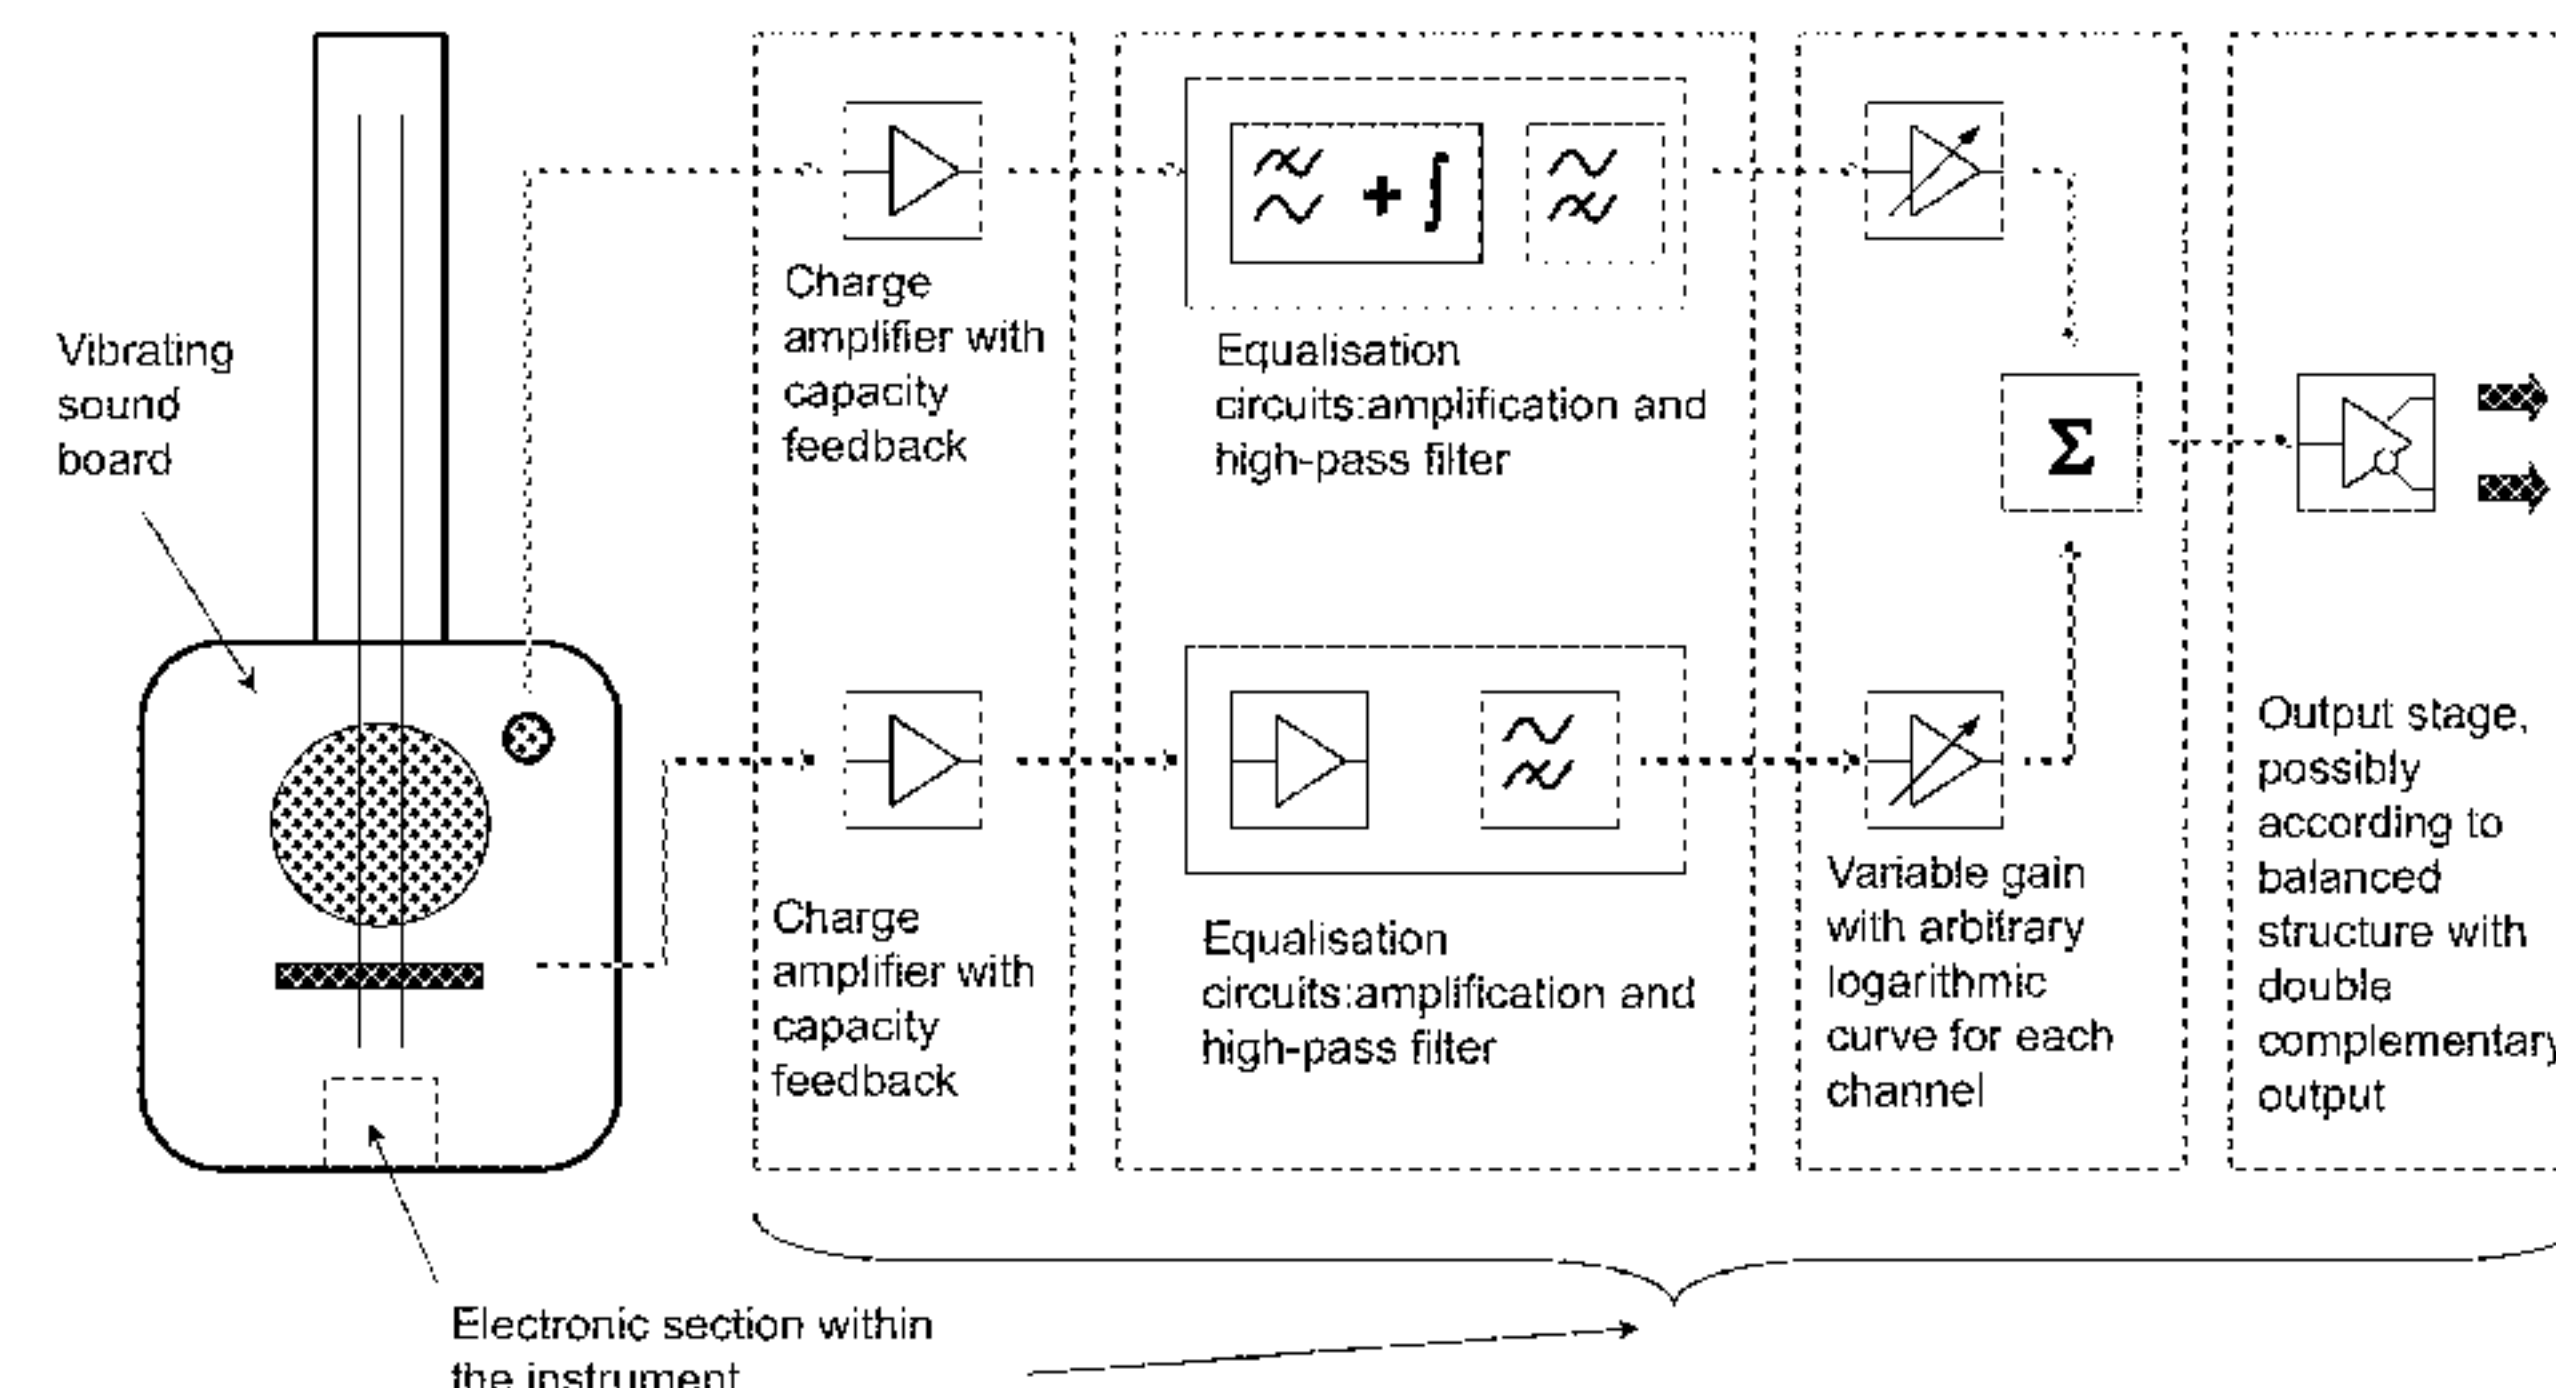 Vibrating
sound
board
Charge
amplifier with
capacity
feedback
Equalisation
circuits:amplification and
high-pass filter
+ ∫
Σ
Charge
amplifier with
capacity
feedback
Equalisation
circuits:amplification and
high-pass filter
Variable gain
with arbitrary
logarithmic
curve for each
channel
Output stage,
possibly
according to
balanced
structure with
double
complementary
output
Electronic section within
the instrument